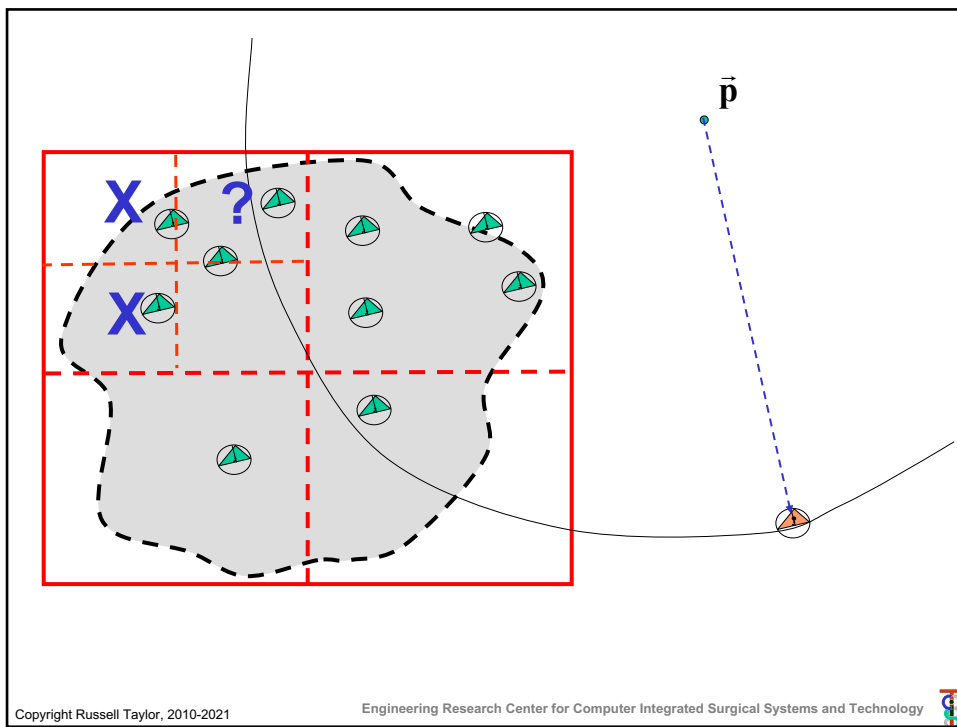 p
X ?
X
Copyright Russell Taylor, 2010-2021
Engineering Research Center for Computer Integrated Surgical Systems and Technology